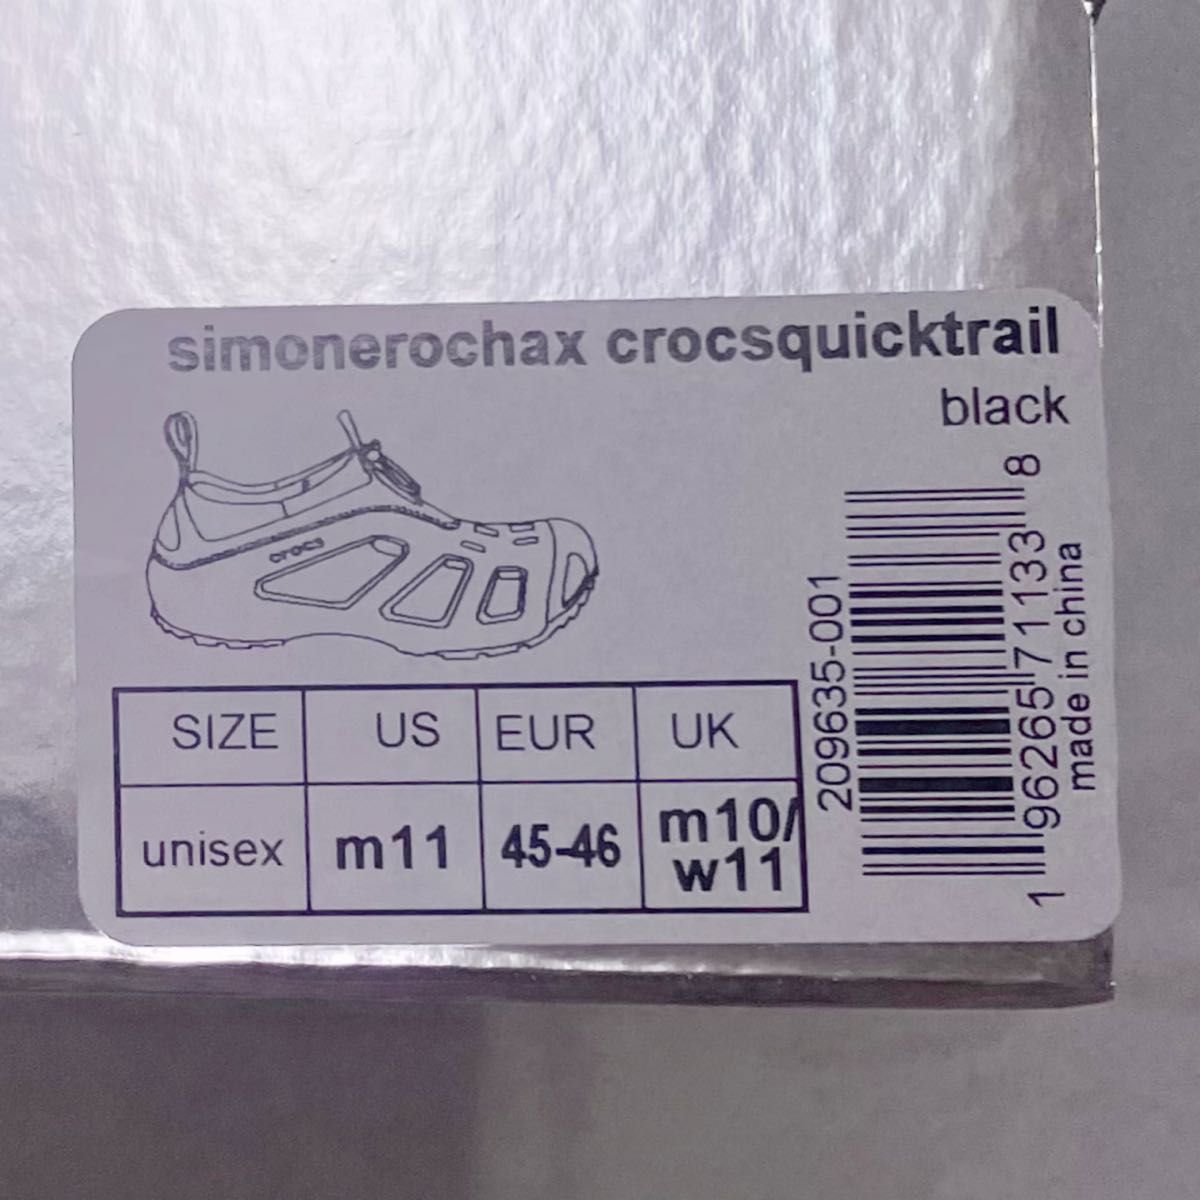 simonerochax crocsquicktrail
black
crocs
SIZE US EUR UK
unisex m11 45-46 m10/
w11
209635-001
1 96265 71133 8
made in china